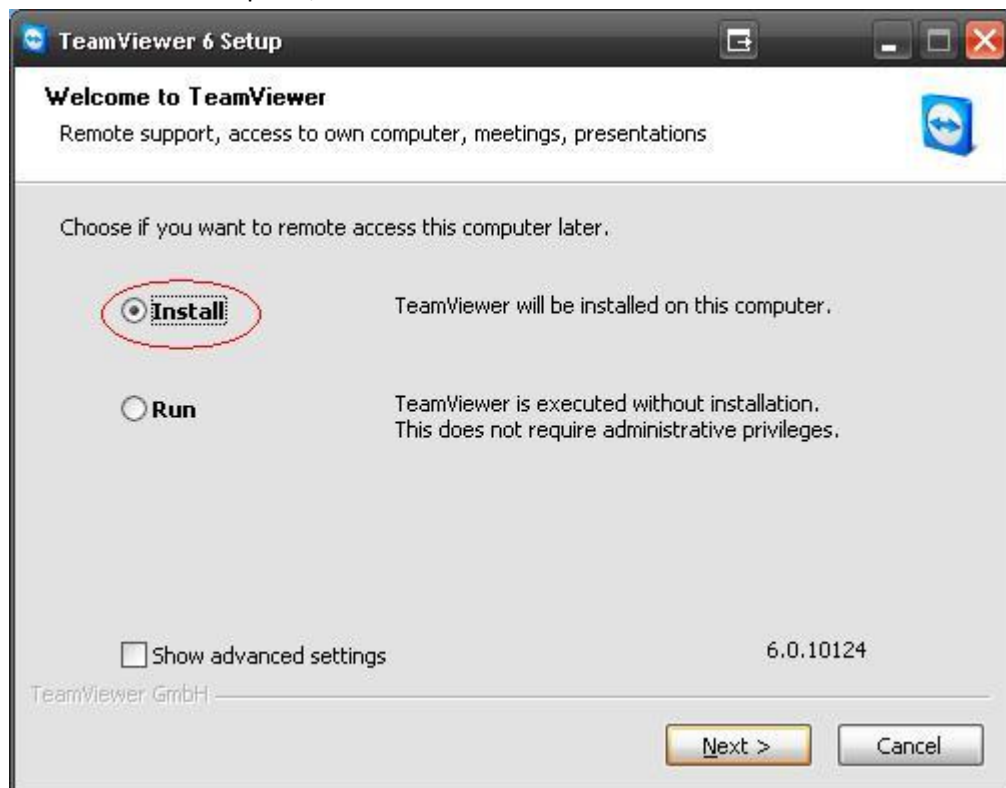 TeamViewer 6 Setup
Welcome to TeamViewer
Remote support, access to own computer, meetings, presentations
Choose if you want to remote access this computer later.
Install
TeamViewer will be installed on this computer.
Run
TeamViewer is executed without installation.
This does not require administrative privileges.
Show advanced settings
6.0.10124
TeamViewer GmbH
Next >
Cancel